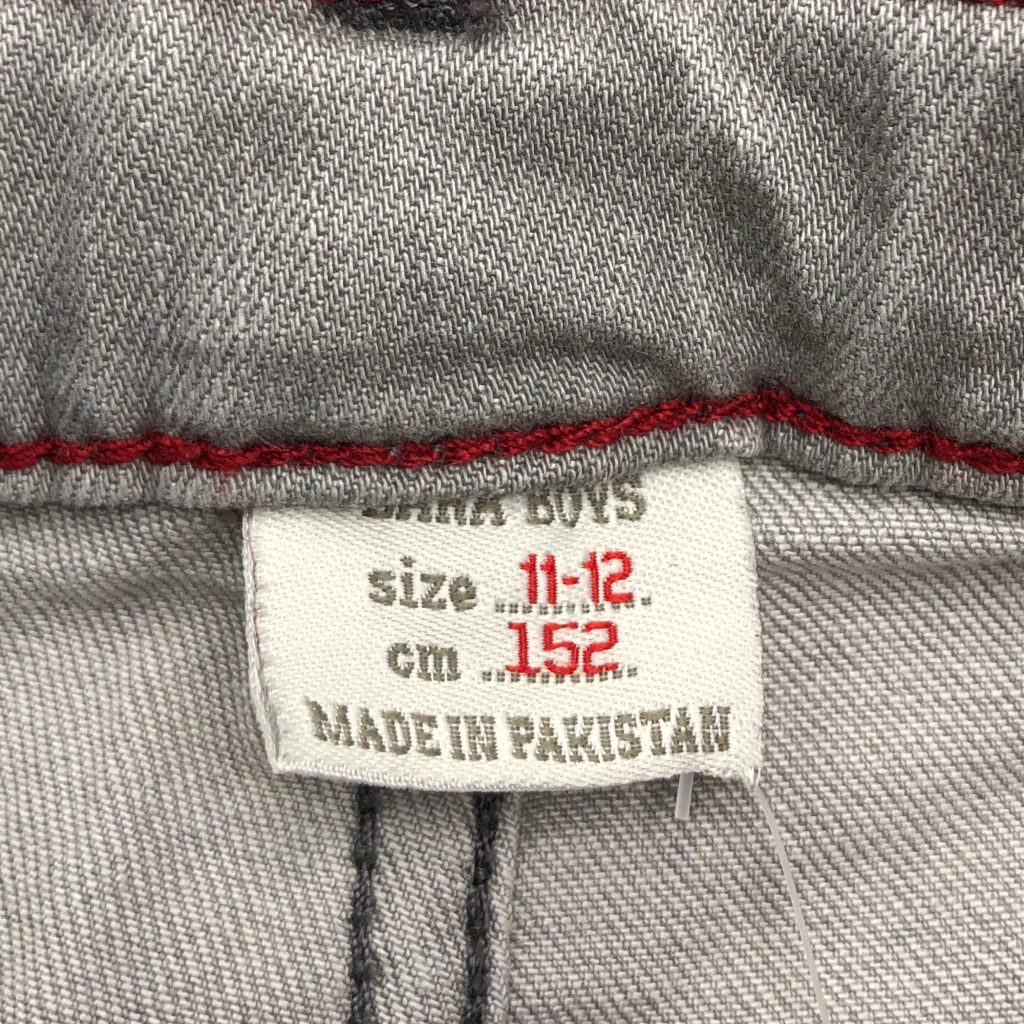 BOYS
size 11-12
cm 152
MADE IN PAKISTAN